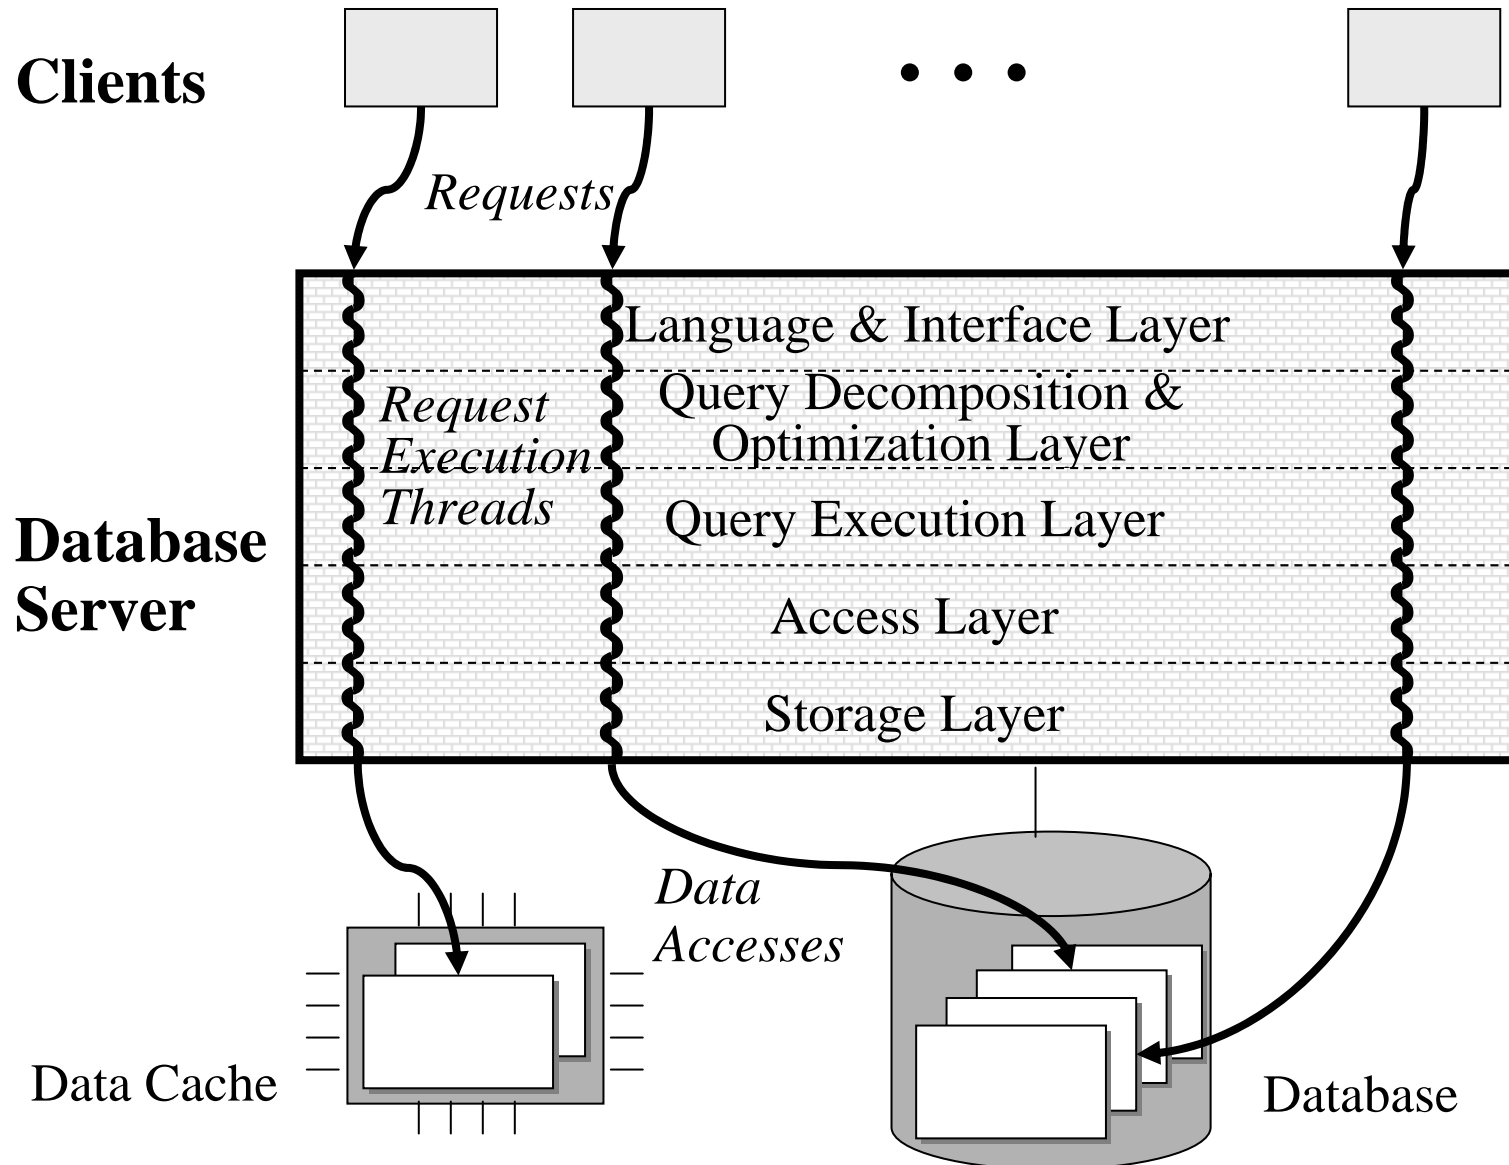 Clients
Requests
Language & Interface Layer
Request
Execution
Threads
Query Decomposition &
Optimization Layer
Query Execution Layer
Database
Server
Access Layer
Storage Layer
Data
Accesses
Data Cache
Database